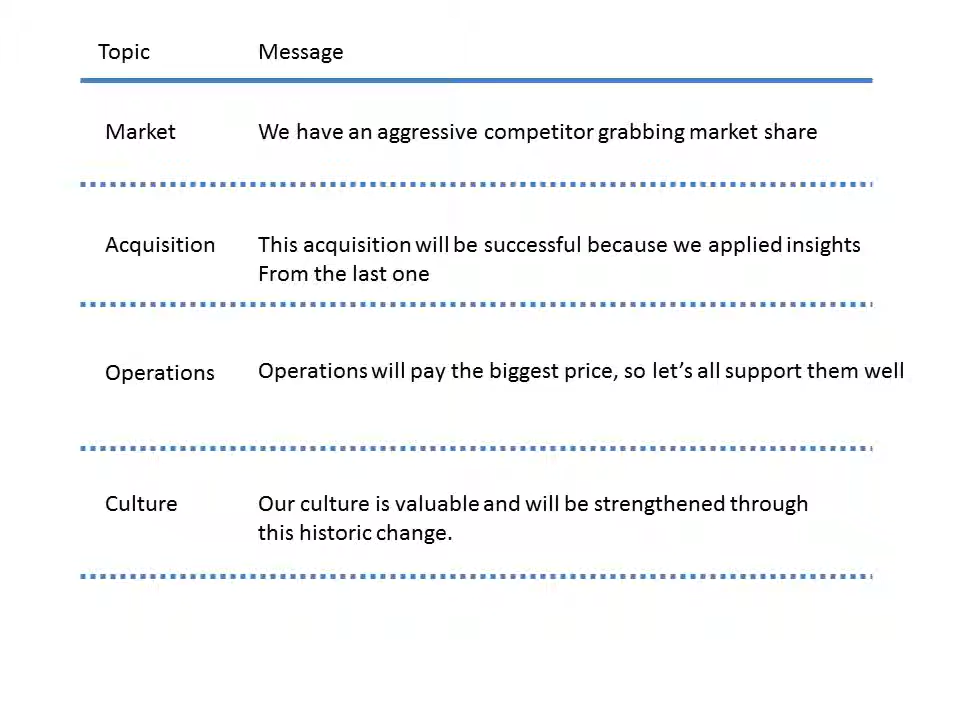 Topic Message
Market We have an aggressive competitor grabbing market share
Acquisition This acquisition will be successful because we applied insights
From the last one
Operations Operations will pay the biggest price, so let’s all support them well
Culture Our culture is valuable and will be strengthened through
this historic change.